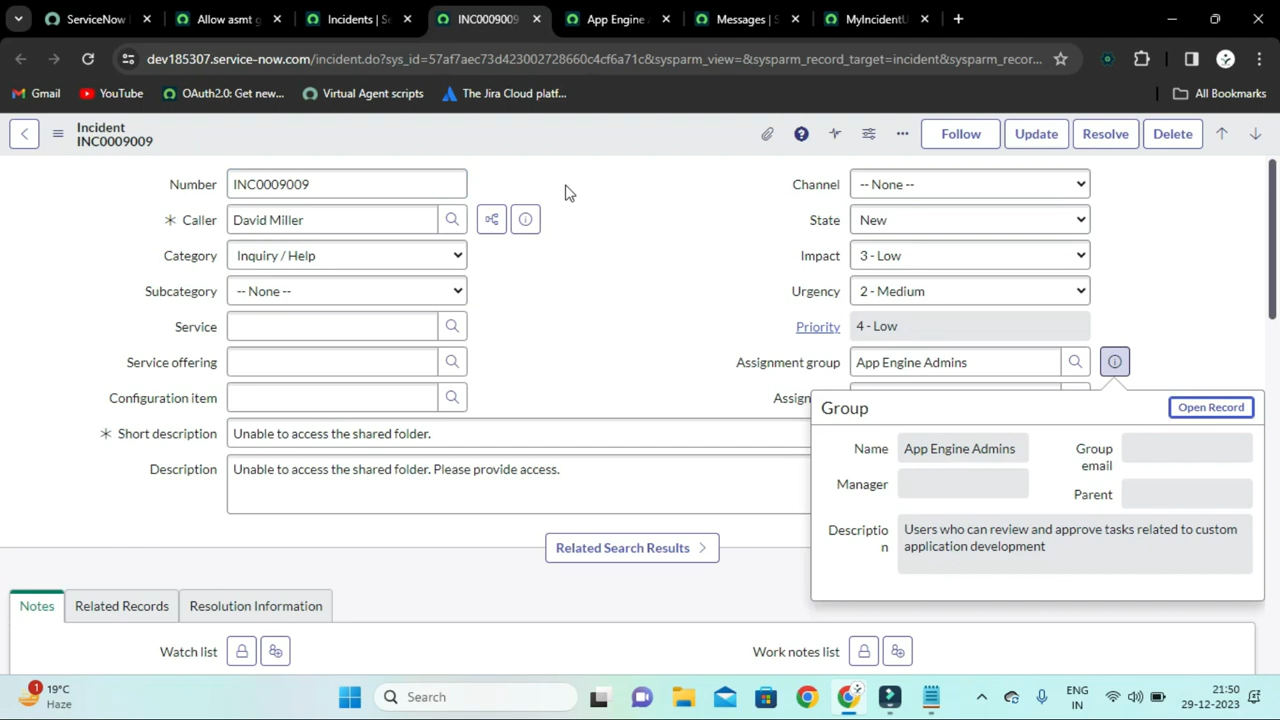 ServiceNow
Allow asmt g
Incidents | Se
INC0009009
App Engine
Messages | S
MyIncidentU
dev185307.service-now.com/incident.do?sys_id=57af7aec73d423002728660c4cf6a71c&sysparm_view=&sysparm_record_target=incident&sysparm_recor...
Gmail
YouTube
OAuth2.0: Get new...
Virtual Agent scripts
The Jira Cloud platf...
All Bookmarks
Incident
INC0009009
Follow
Update
Resolve
Delete
Number INC0009009
Channel -- None --
Caller David Miller
State New
Category Inquiry / Help
Impact 3 - Low
Subcategory -- None --
Urgency 2 - Medium
Service
Priority 4 - Low
Service offering
Assignment group App Engine Admins
Configuration item
Assign
Short description Unable to access the shared folder.
Description Unable to access the shared folder. Please provide access.
Group
Open Record
Name App Engine Admins
Group
email
Manager
Parent
Descriptio
n
Users who can review and approve tasks related to custom
application development
Related Search Results
Notes
Related Records
Resolution Information
Watch list
Work notes list
1
19°C
Haze
Search
ENG
IN
21:50
29-12-2023